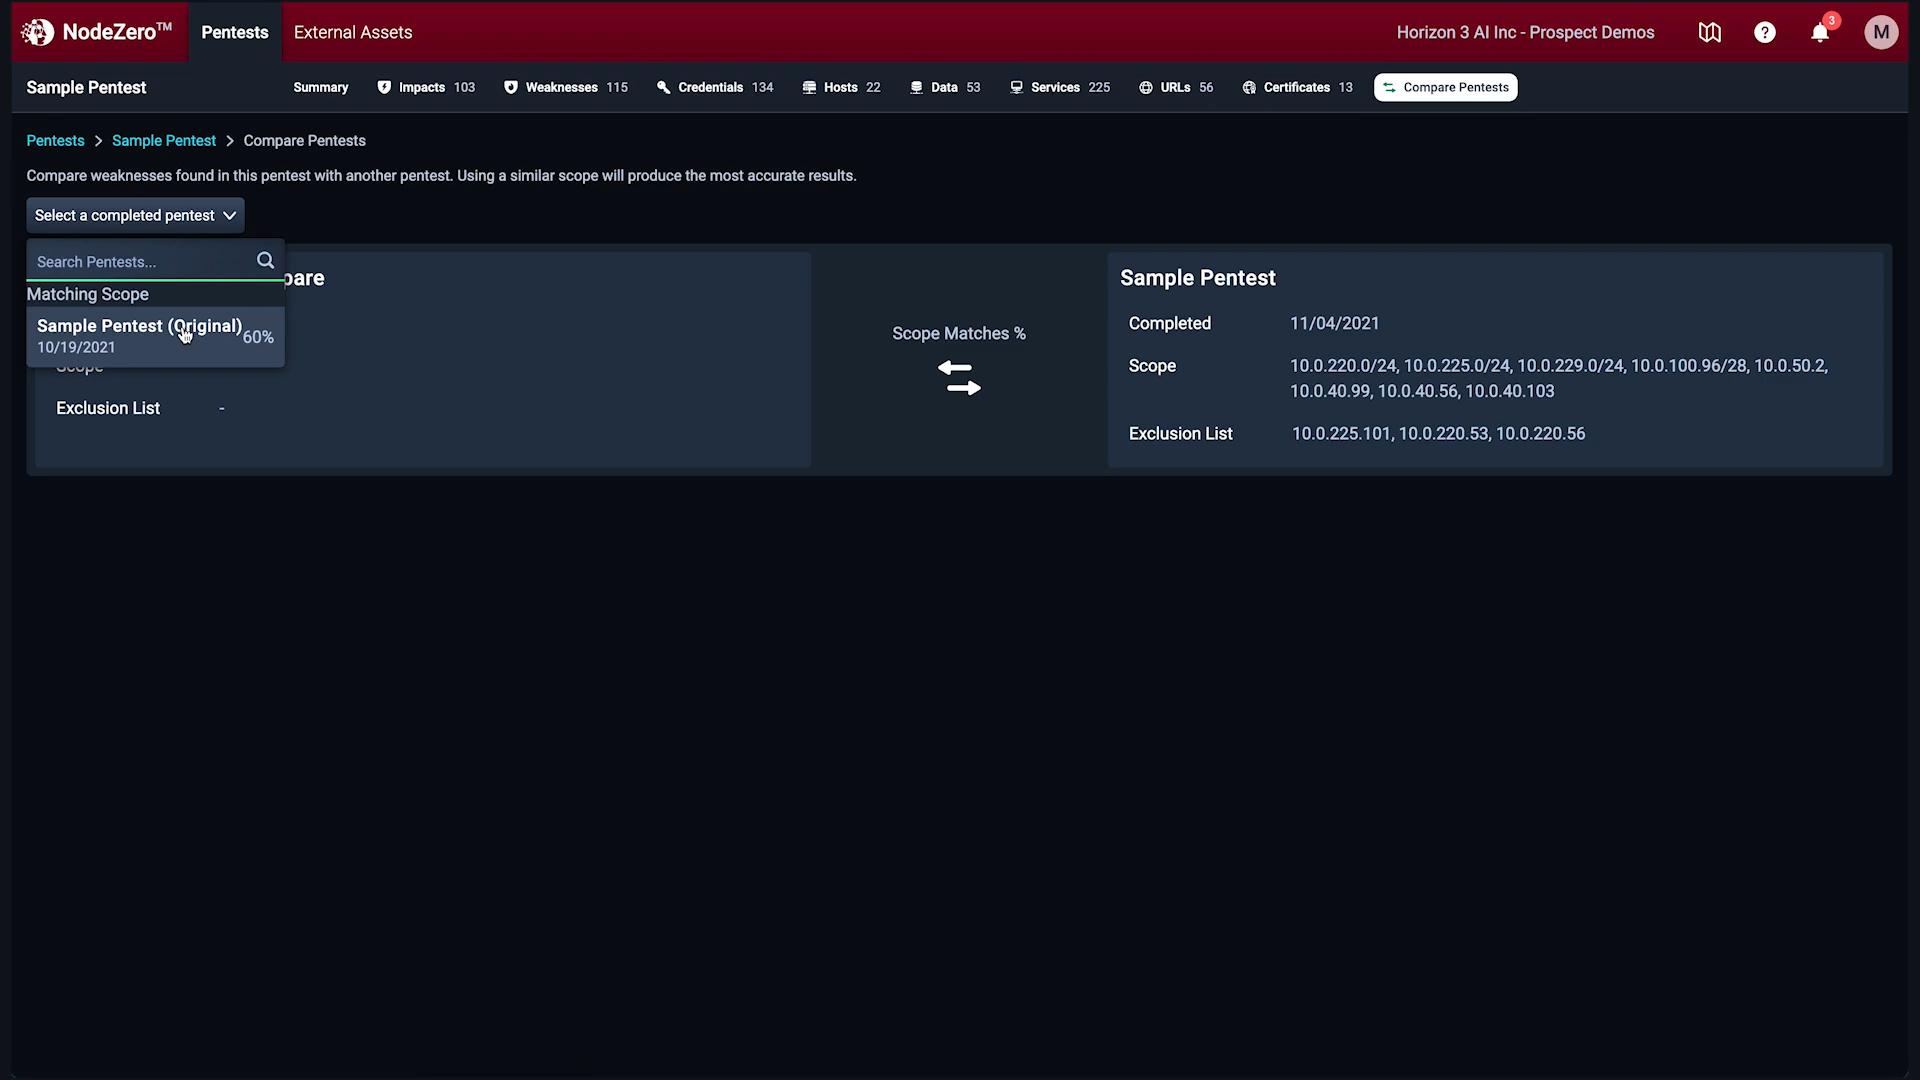 NodeZero™
Pentests
External Assets
Horizon 3 AI Inc - Prospect Demos
3
M
Sample Pentest
Summary
Impacts 103
Weaknesses 115
Credentials 134
Hosts 22
Data 53
Services 225
URLs 56
Certificates 13
Compare Pentests
Pentests > Sample Pentest > Compare Pentests
Compare weaknesses found in this pentest with another pentest. Using a similar scope will produce the most accurate results.
Select a completed pentest
Search Pentests...
Matching Scope
Sample Pentest (Original)
10/19/2021
60%
pare
Scope
Exclusion List -
Scope Matches %
Sample Pentest
Completed 11/04/2021
Scope 10.0.220.0/24, 10.0.225.0/24, 10.0.229.0/24, 10.0.100.96/28, 10.0.50.2,
10.0.40.99, 10.0.40.56, 10.0.40.103
Exclusion List 10.0.225.101, 10.0.220.53, 10.0.220.56